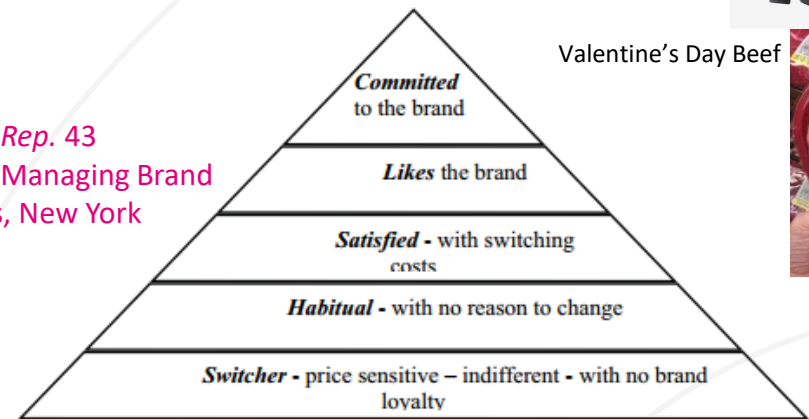 Valentine's Day Beef
Committed
to the brand
Rep. 43
Managing Brand
Likes the brand
, New York
Satisfied - with switching
costs
Habitual - with no reason to change
Switcher - price sensitive – indifferent - with no brand
loyalty